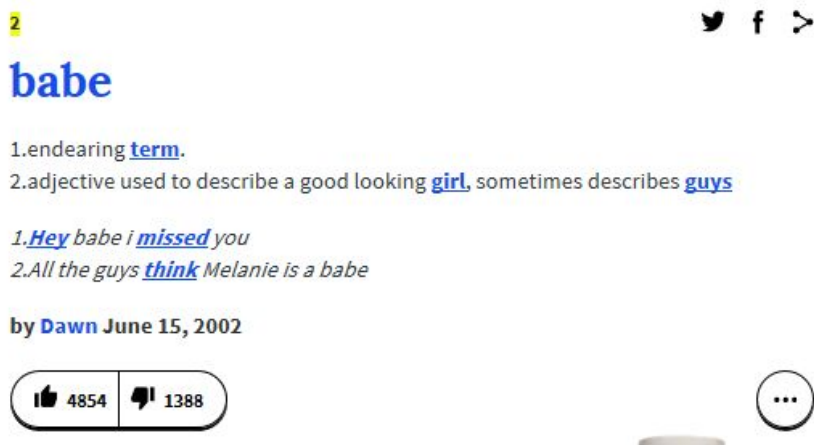 2
babe
1.endearing term.
2.adjective used to describe a good looking girl, sometimes describes guys
1.Hey babe i missed you
2.All the guys think Melanie is a babe
by Dawn June 15, 2002
4854 1388